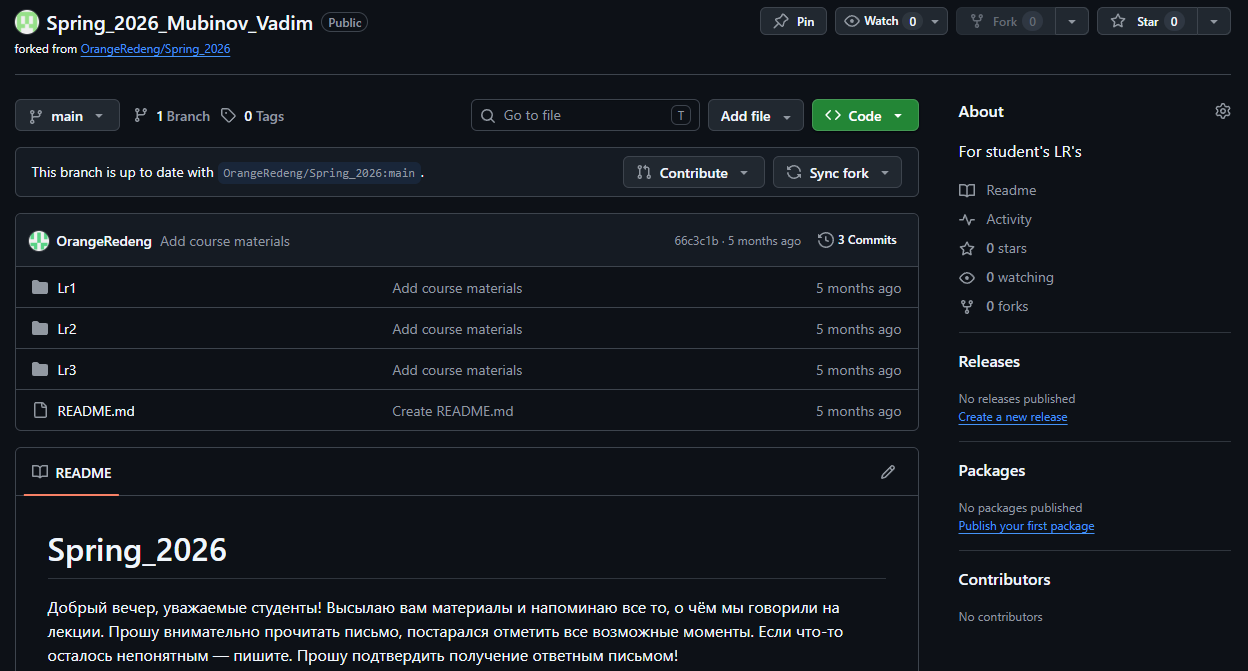 Spring_2026_Mubinov_Vadim Public Pin Watch 0 Fork 0 Star 0
forked from OrangeRedeng/Spring_2026
main 1 Branch 0 Tags Go to file T Add file Code
This branch is up to date with OrangeRedeng/Spring_2026:main . Contribute Sync fork
OrangeRedeng Add course materials 66c3c1b · 5 months ago 3 Commits
Lr1 Add course materials 5 months ago
Lr2 Add course materials 5 months ago
Lr3 Add course materials 5 months ago
README.md Create README.md 5 months ago
README
Spring_2026
Добрый вечер, уважаемые студенты! Высылаю вам материалы и напоминаю все то, о чём мы говорили на
лекции. Прошу внимательно прочитать письмо, постарался отметить все возможные моменты. Если что-то
осталось непонятным — пишите. Прошу подтвердить получение ответным письмом!
About
For student's LR's
Readme
Activity
0 stars
0 watching
0 forks
Releases
No releases published
Create a new release
Packages
No packages published
Publish your first package
Contributors
No contributors